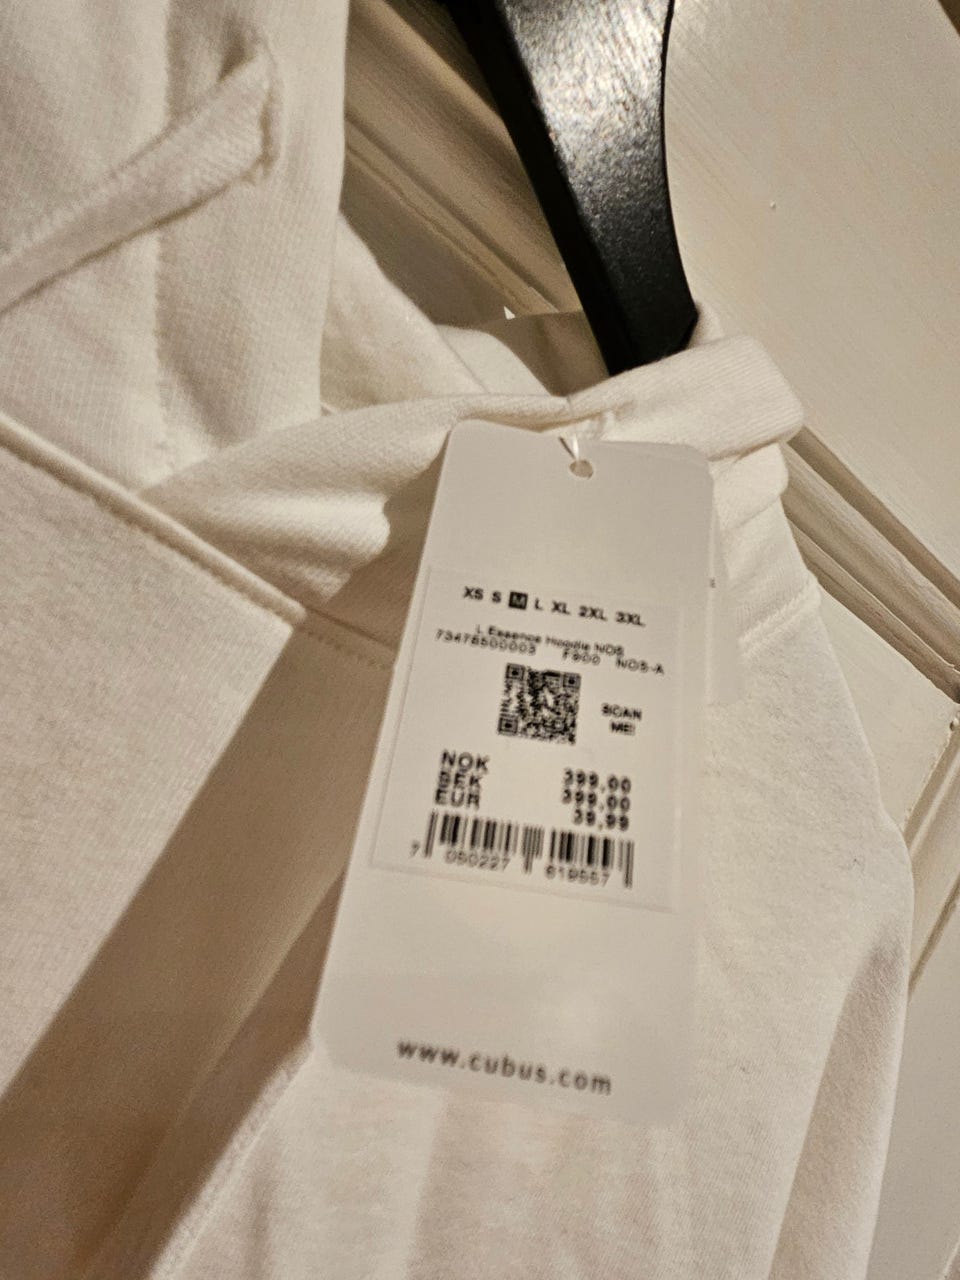 XS S M L XL 2XL 3XL
L Essence Hoodie NOS
73478500003 F900 NOS-A
SCAN
ME!
NOK 399,00
SEK 399,00
EUR 39,99
7 050227 619557
www.cubus.com